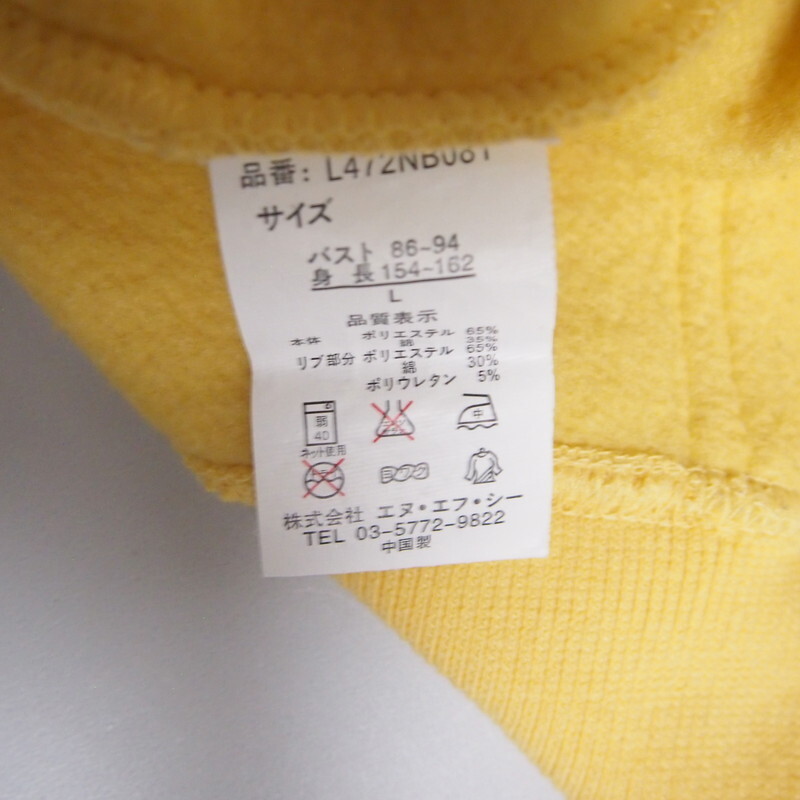 品番: L472NB081
サイズ
バスト 86~94
身 長 154~162
L
品質表示
本体 ポリエステル 65%
綿 35%
リブ部分 ポリエステル 65%
綿 30%
ポリウレタン 5%
弱 40 中
ネット使用
株式会社 エヌ・エフ・シー
TEL 03-5772-9822
中国製